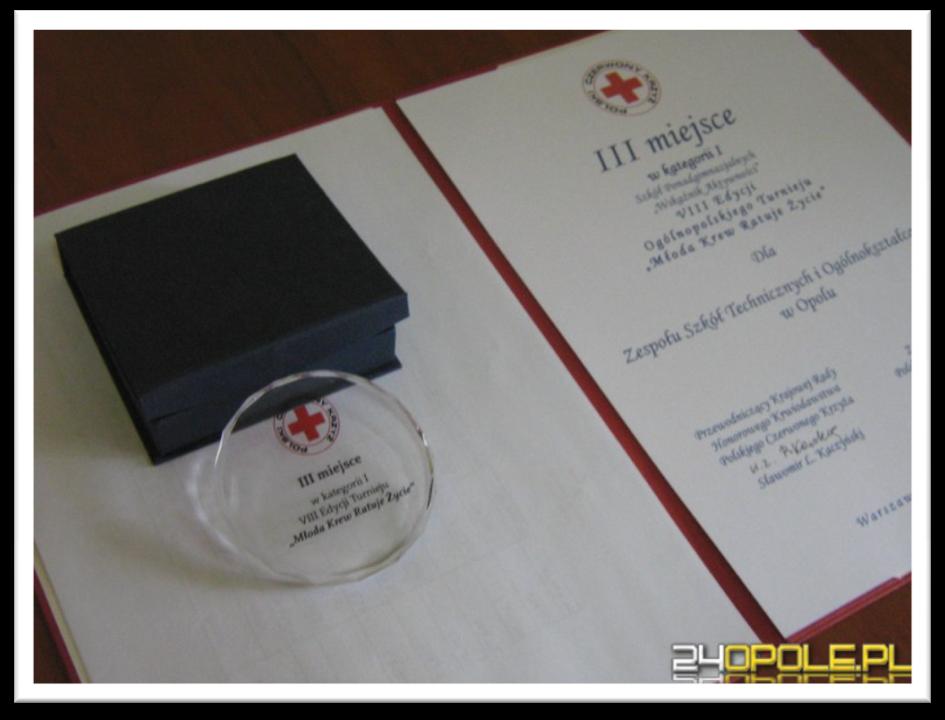 POLSKI CZERWONY KRZYŻ
III miejsce
w kategorii I
Szkół Ponadgimnazjalnych
„Wskaźnik Aktywności”
VIII Edycji
Ogólnopolskiego Turnieju
„Młoda Krew Ratuje Życie”
Dla
Zespołu Szkół Technicznych i Ogólnokształcą
w Opolu
Przewodniczący Krajowej Rady
Honorowego Krwiodawstwa
Polskiego Czerwonego Krzyża
Sławomir Ł. Kaczyński
Warszaw
POLSKI CZERWONY KRZYŻ
III miejsce
w kategorii I
VIII Edycji Turnieju
„Młoda Krew Ratuje Życie”
24OPOLE.PL